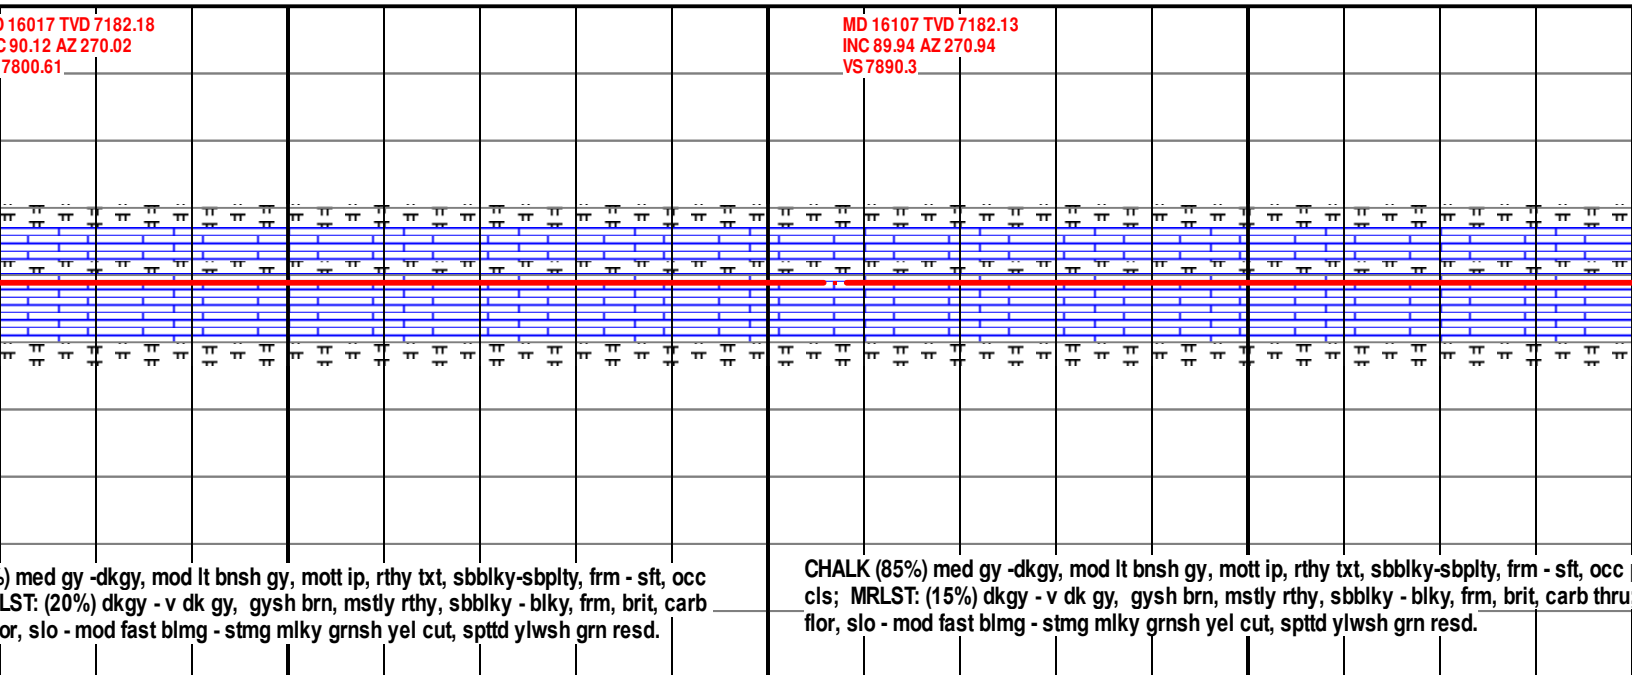 16017 TVD 7182.18
90.12 AZ 270.02
7800.61
MD 16107 TVD 7182.13
INC 89.94 AZ 270.94
VS 7890.3
) med gy -dkgy, mod lt bnsh gy, mott ip, rthy txt, sbblky-sbplty, frm - sft, occ
LST: (20%) dkgy - v dk gy, gysh brn, mstly rthy, sbblky - blky, frm, brit, carb
or, slo - mod fast blmg - stmg mlky grnsh yel cut, spttd ylwsh grn resd.
CHALK (85%) med gy -dkgy, mod lt bnsh gy, mott ip, rthy txt, sbblky-sbplty, frm - sft, occ
cls; MRLST: (15%) dkgy - v dk gy, gysh brn, mstly rthy, sbblky - blky, frm, brit, carb thru
flor, slo - mod fast blmg - stmg mlky grnsh yel cut, spttd ylwsh grn resd.